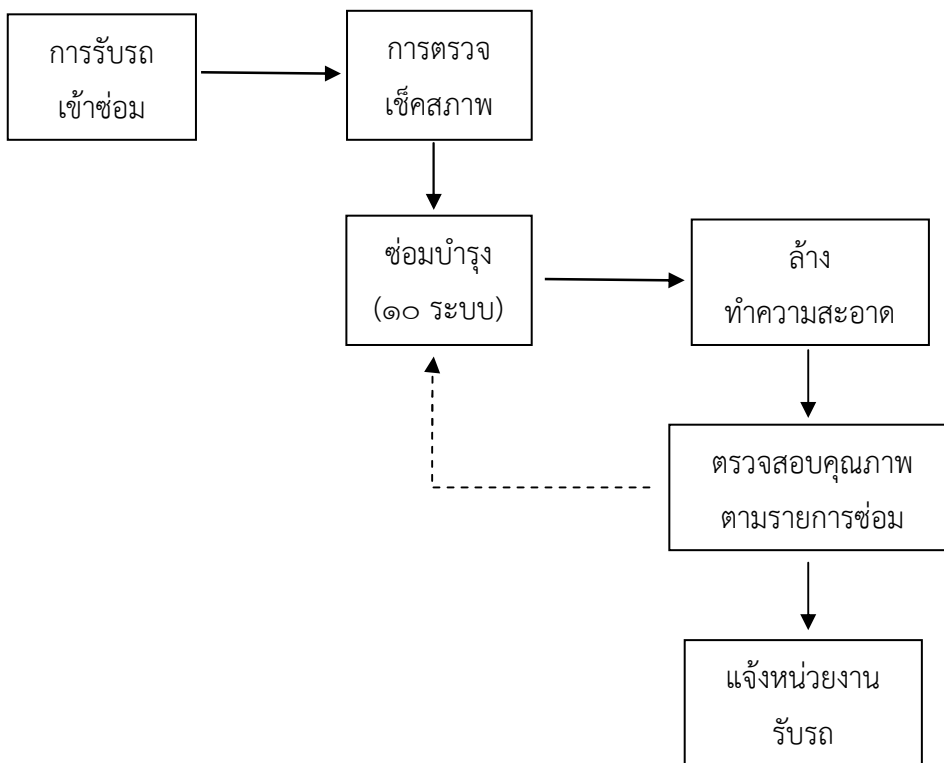 การรับรถ
เข้าซ่อม
การตรวจ
เช็คสภาพ
ซ่อมบำรุง
(๑๐ ระบบ)
ล้าง
ทำความสะอาด
ตรวจสอบคุณภาพ
ตามรายการซ่อม
แจ้งหน่วยงาน
รับรถ